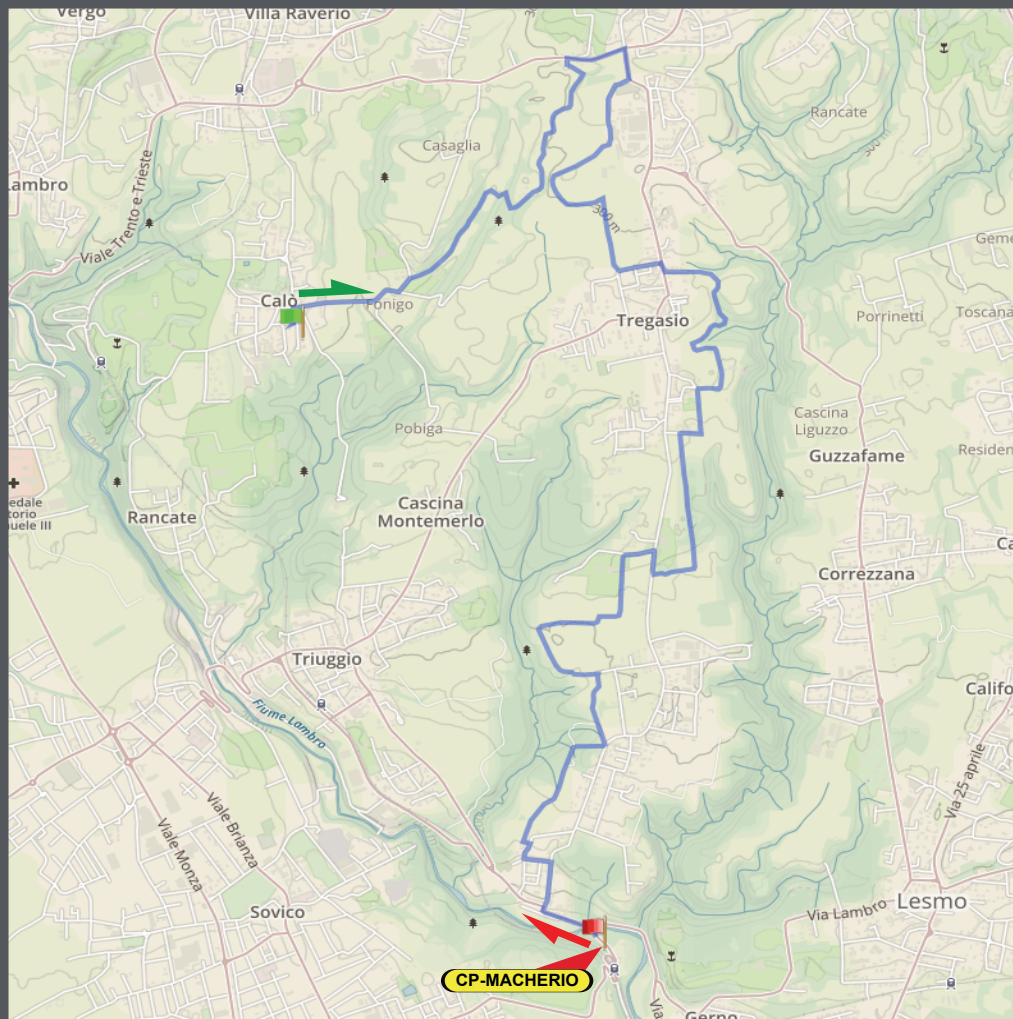 Vergo
Villa Raverio
Rancate
Casaglia
Lambro
Viale Trento e Trieste
300 m
Calò
Fonigo
Tregasio
Porrinetti
Toscana
Cascina
Liguzzo
Guzzafame
Pobiga
Cascina
Montemerlo
Rancate
Correzzana
Triuggio
Fiume Lambro
Viale Brianza
Viale Monza
Via 25 aprile
Sovico
Via Lambro
Lesmo
CP-MACHERIO
Gerno